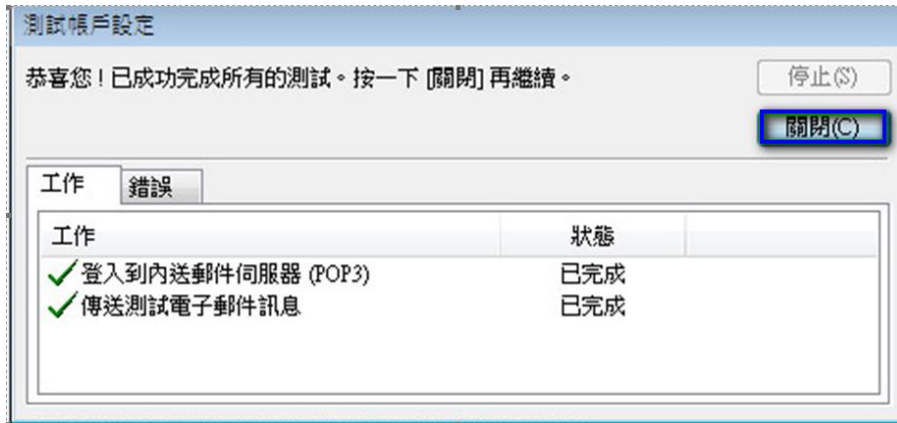 測試帳戶設定
恭喜您！已成功完成所有的測試。按一下 [關閉] 再繼續。
停止(S)
關閉(C)
工作 錯誤
工作 狀態
登入到內送郵件伺服器 (POP3) 已完成
傳送測試電子郵件訊息 已完成